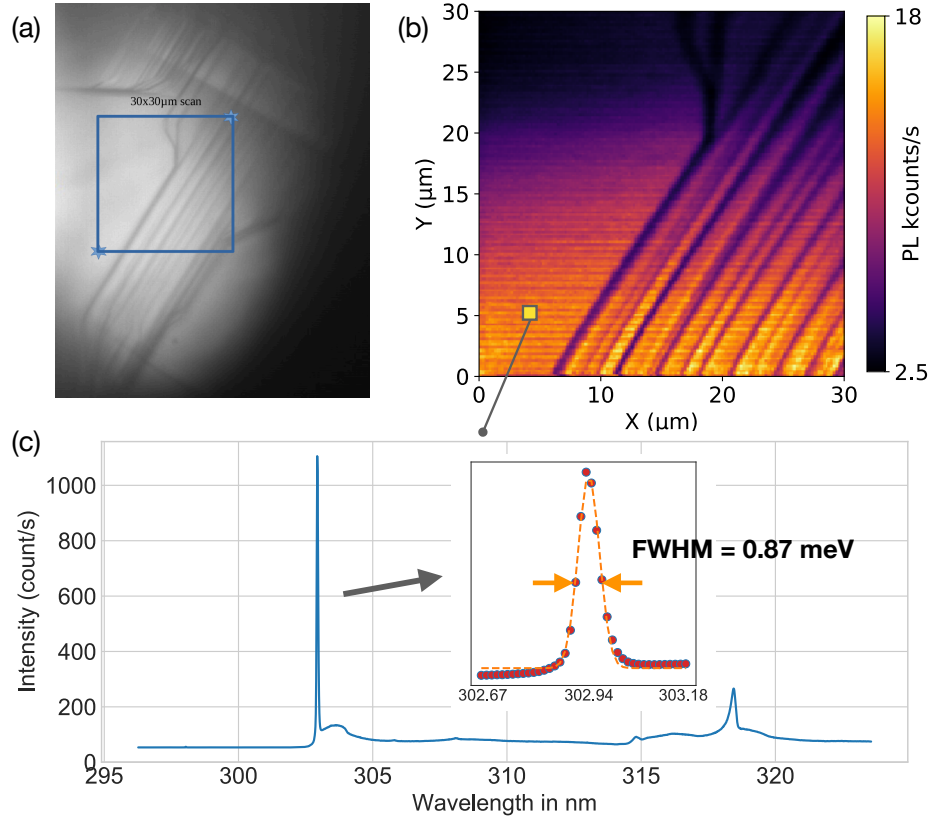 (a)
30x30μm scan
(b)
30
25
20
15
10
5
0
Y (μm)
0
10
20
30
X (μm)
18
2.5
PL kcounts/s
(c)
1000
800
600
400
200
0
Intensity (count/s)
295
300
305
310
315
320
Wavelength in nm
FWHM = 0.87 meV
302.67
302.94
303.18